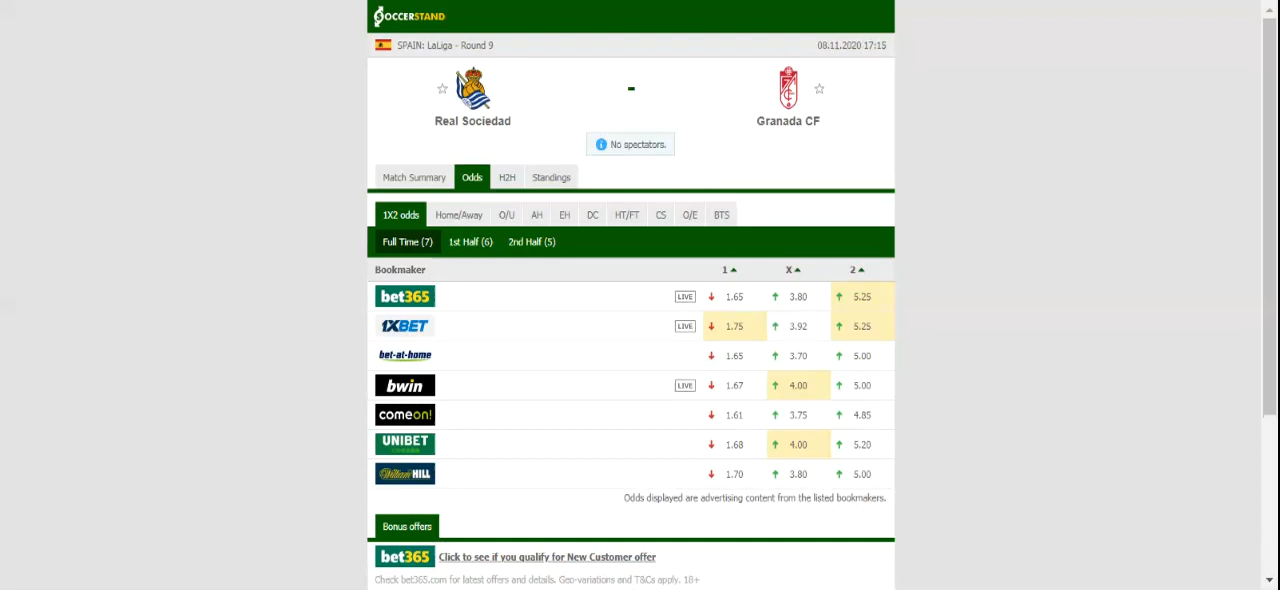 SOCCERSTAND
SPAIN: LaLiga - Round 9 08.11.2020 17:15
-
Real Sociedad Granada CF
No spectators.
Match Summary Odds H2H Standings
1X2 odds Home/Away O/U AH EH DC HT/FT CS O/E BTS
Full Time (7) 1st Half (6) 2nd Half (5)
Bookmaker 1 X 2
bet365 LIVE 1.65 3.80 5.25
1XBET LIVE 1.75 3.92 5.25
bet-at-home 1.65 3.70 5.00
bwin LIVE 1.67 4.00 5.00
comeon! 1.61 3.75 4.85
UNIBET 1.68 4.00 5.20
William HILL 1.70 3.80 5.00
Odds displayed are advertising content from the listed bookmakers.
Bonus offers
bet365 Click to see if you qualify for New Customer offer
Check bet365.com for latest offers and details. Geo-variations and T&Cs apply. 18+